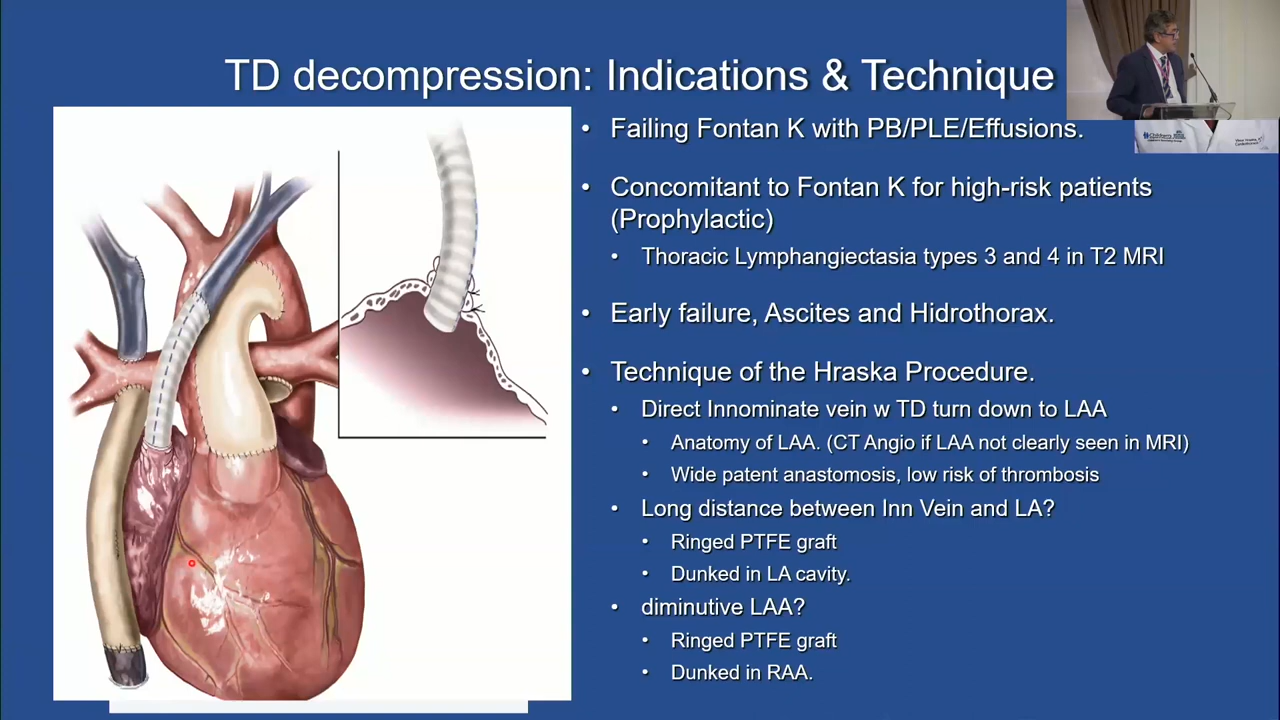 TD decompression: Indications & Technique
• Failing Fontan K with PB/PLE/Effusions.
• Concomitant to Fontan K for high-risk patients
(Prophylactic)
• Thoracic Lymphangiectasia types 3 and 4 in T2 MRI
• Early failure, Ascites and Hidrothorax.
• Technique of the Hraska Procedure.
• Direct Innominate vein w TD turn down to LAA
• Anatomy of LAA. (CT Angio if LAA not clearly seen in MRI)
• Wide patent anastomosis, low risk of thrombosis
• Long distance between Inn Vein and LA?
• Ringed PTFE graft
• Dunked in LA cavity.
• diminutive LAA?
• Ringed PTFE graft
• Dunked in RAA.